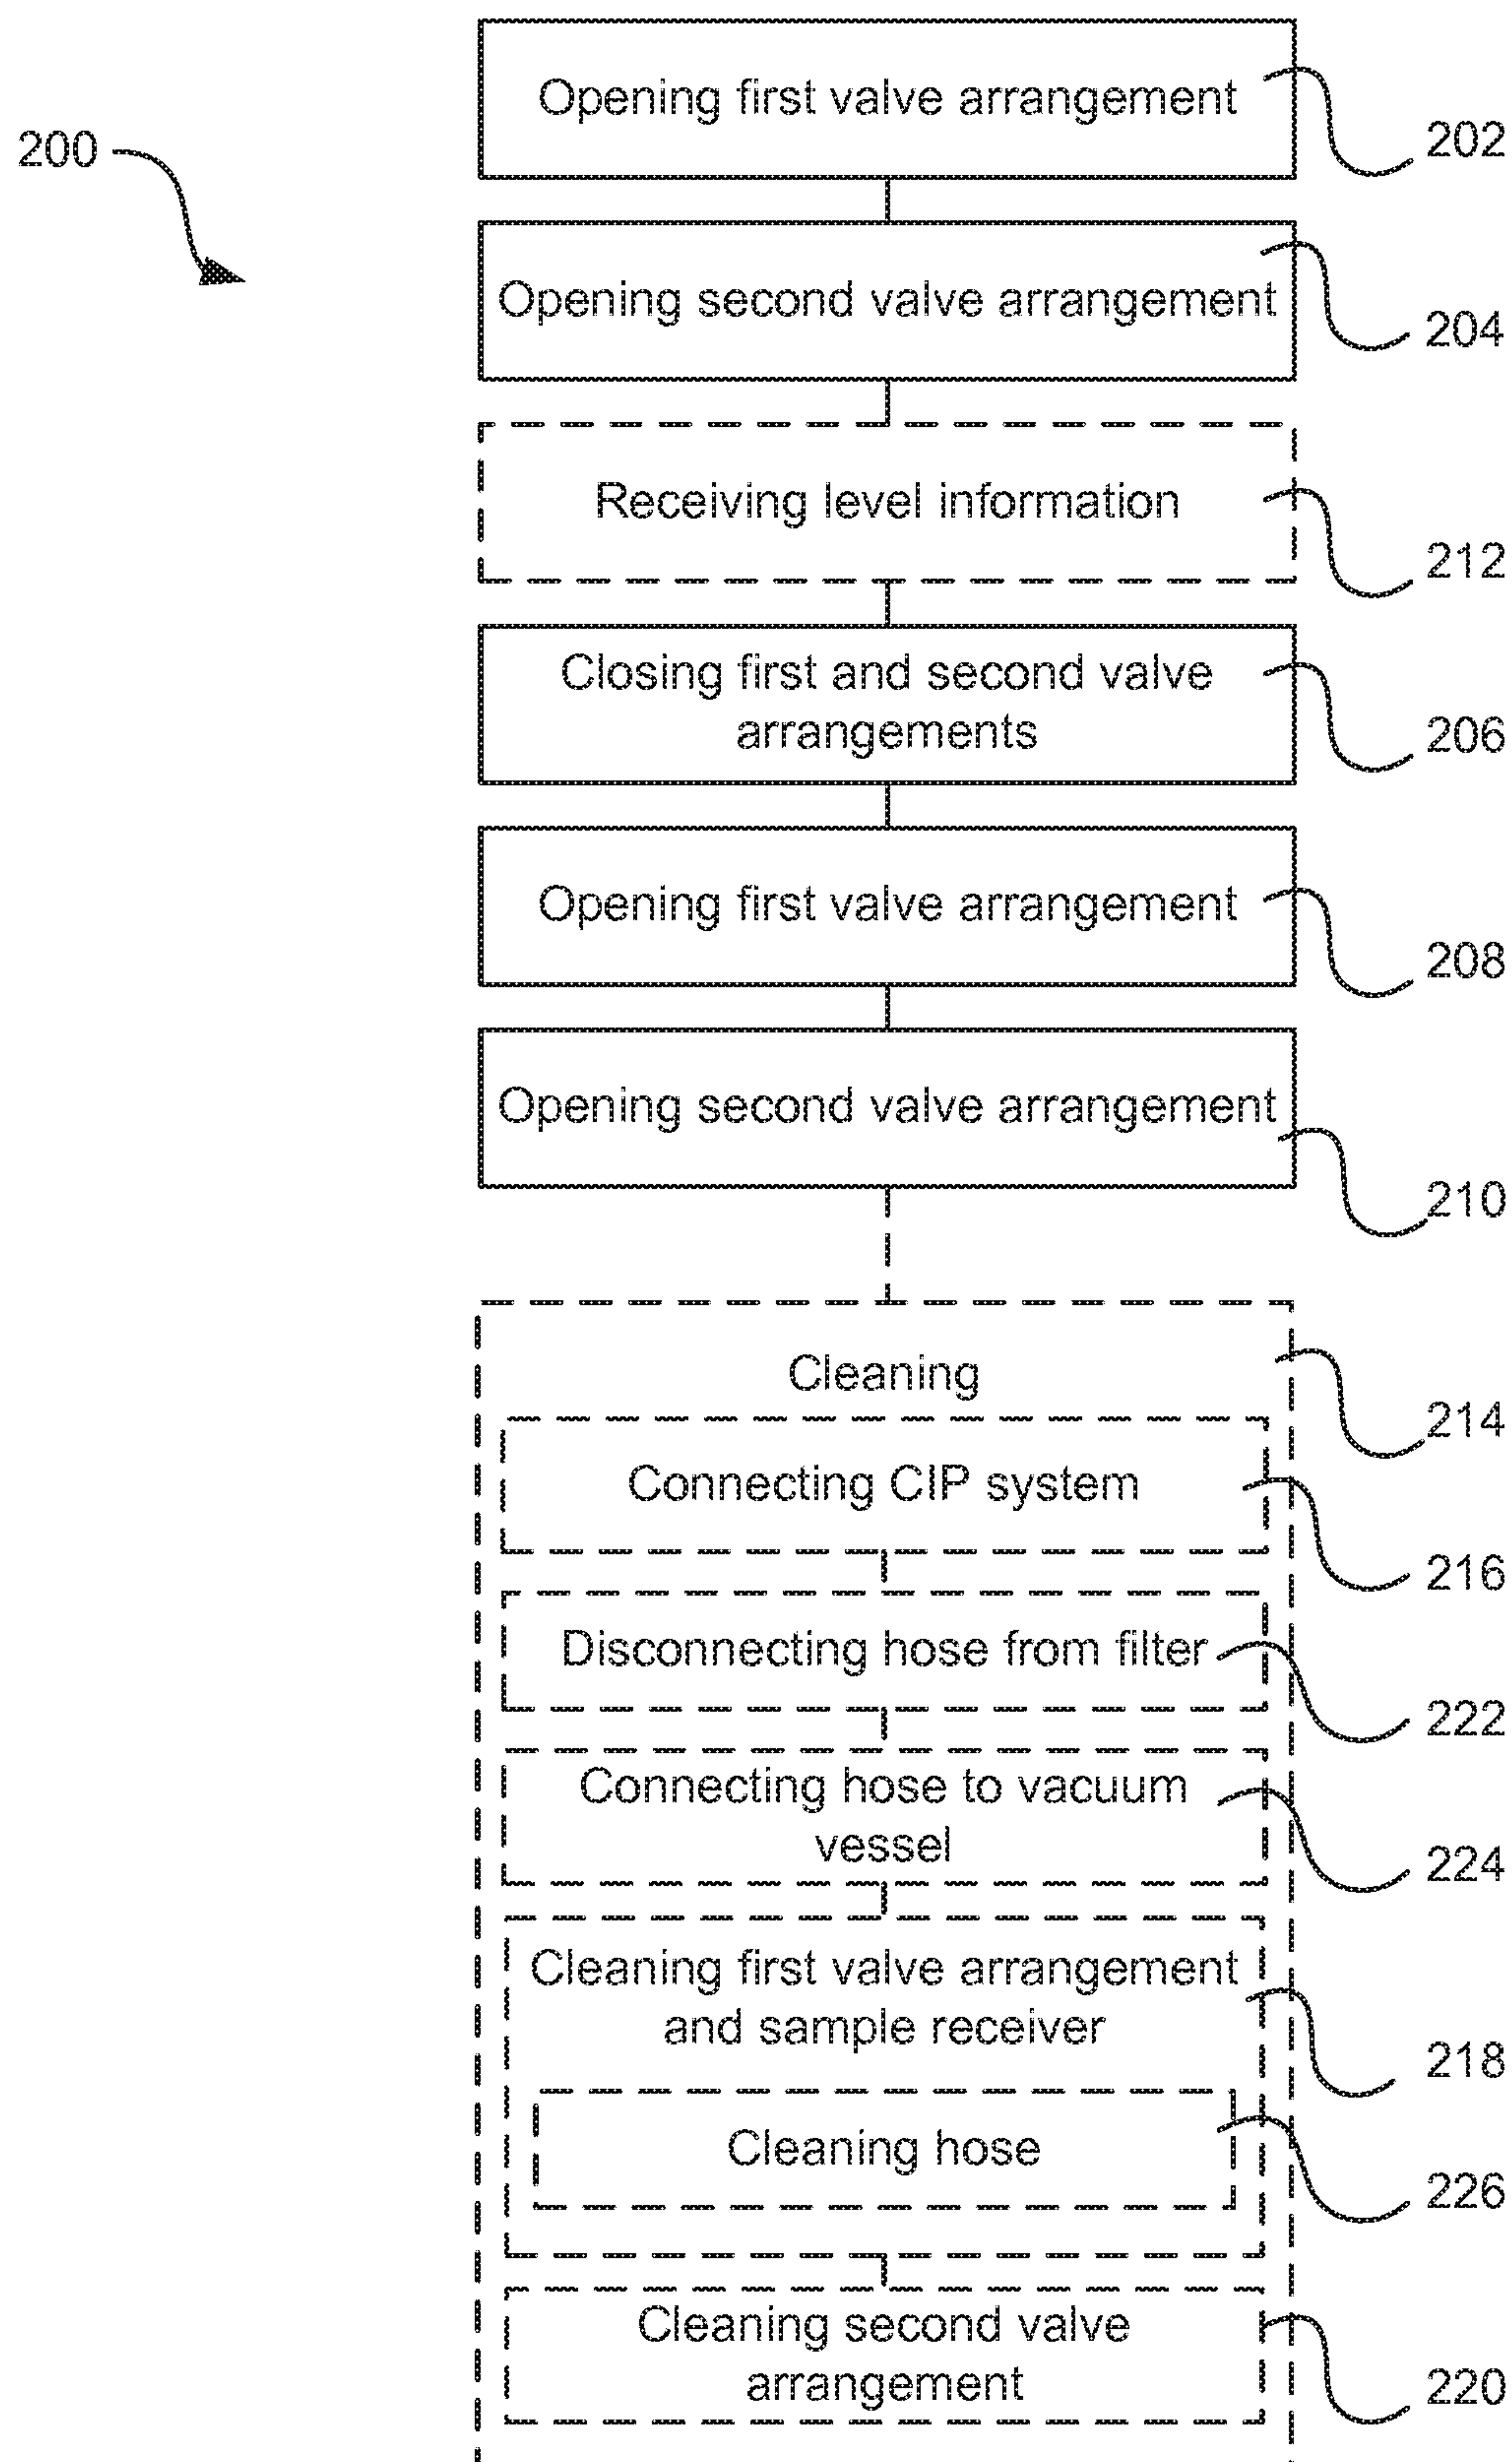 Opening first valve arrangement
200
202
Opening second valve arrangement
204
Receiving level information
212
Closing first and second valve
arrangements
206
Opening first valve arrangement
208
Opening second valve arrangement
210
Cleaning
214
Connecting CIP system
216
Disconnecting hose from filter
222
Connecting hose to vacuum
vessel
224
Cleaning first valve arrangement
and sample receiver
218
Cleaning hose
226
Cleaning second valve
arrangement
220